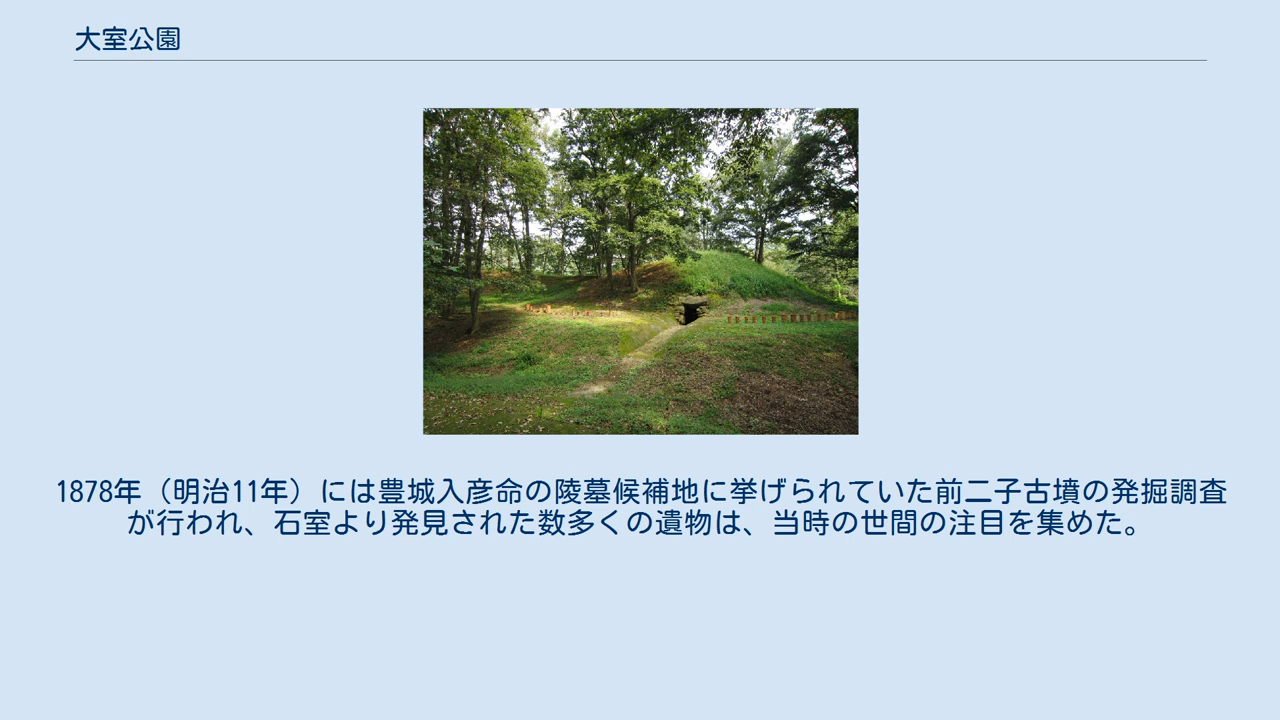 大室公園
1878年（明治11年）には豊城入彦命の陵墓候補地に挙げられていた前二子古墳の発掘調査
が行われ、石室より発見された数多くの遺物は、当時の世間の注目を集めた。